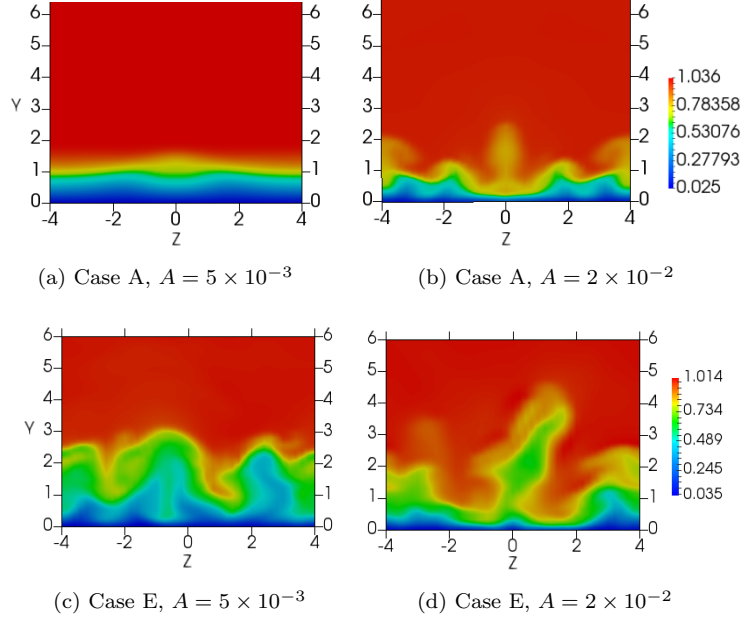 6 6 6 6
5 5 5 5
4 4 4 4 1.036
Y 3 3 3 3 0.78358
2 2 2 2 0.53076
1 1 1 1 0.27793
0 0 0 0 0.025
-4 -2 0 2 4 -4 -2 0 2 4
Z Z
(a) Case A, A = 5 × 10−3 (b) Case A, A = 2 × 10−2
6 6 6 6
5 5 5 5 1.014
4 4 4 4 0.734
Y 3 3 3 3 0.489
2 2 2 2 0.245
1 1 1 1 0.035
0 0 0 0
-4 -2 0 2 4 -4 -2 0 2 4
Z Z
(c) Case E, A = 5 × 10−3 (d) Case E, A = 2 × 10−2